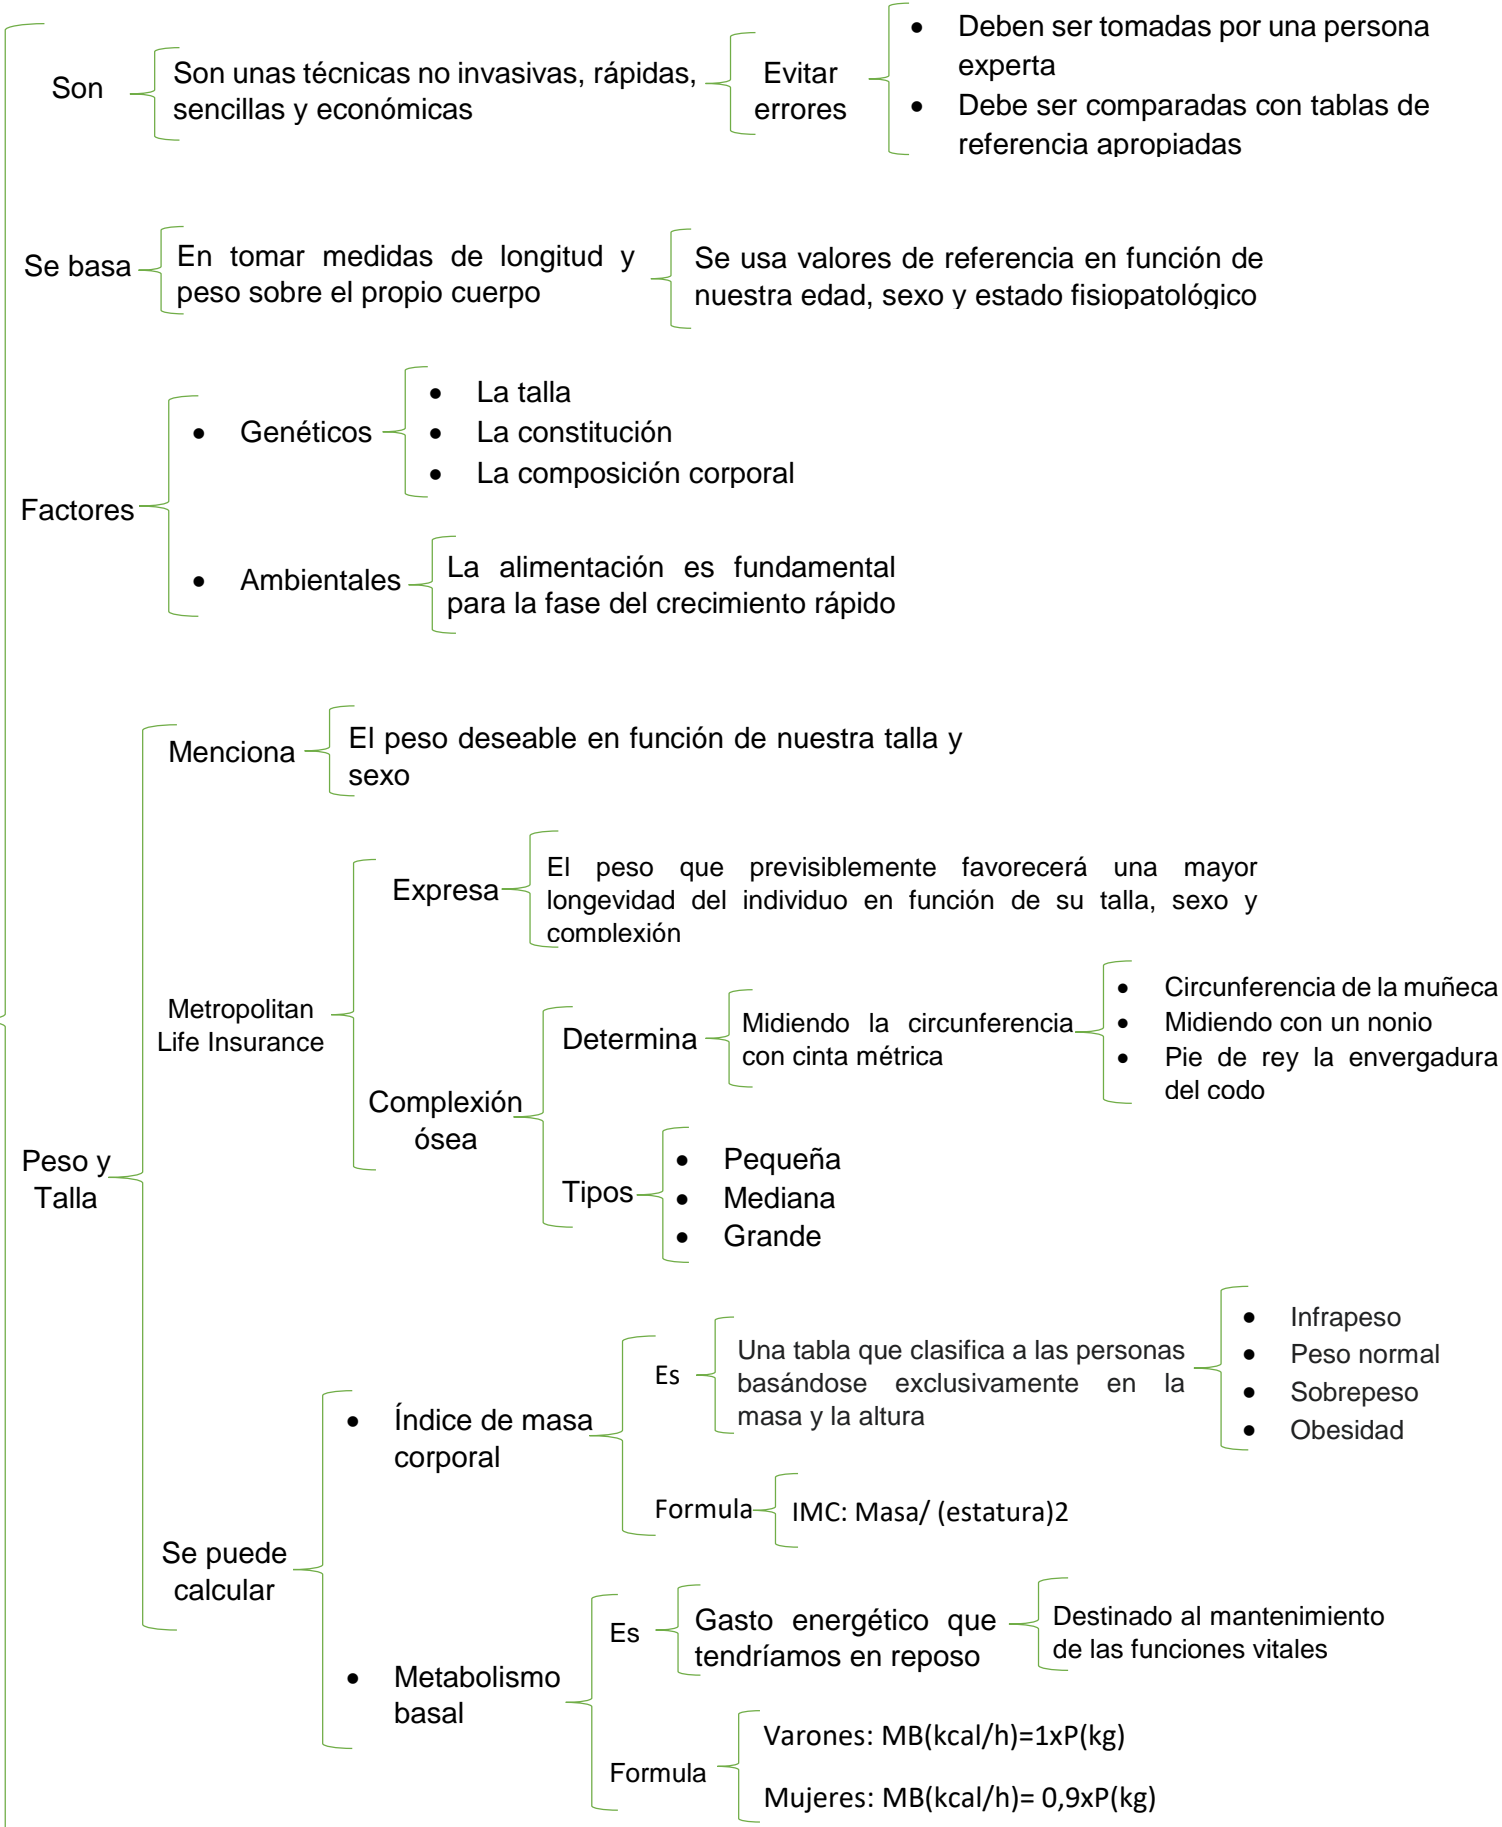 Son
Son unas técnicas no invasivas, rápidas,
sencillas y económicas
Evitar
errores
• Deben ser tomadas por una persona
experta
• Debe ser comparadas con tablas de
referencia apropiadas
Se basa
En tomar medidas de longitud y
peso sobre el propio cuerpo
Se usa valores de referencia en función de
nuestra edad, sexo y estado fisiopatológico
Factores
• Genéticos
• La talla
• La constitución
• La composición corporal
• Ambientales
La alimentación es fundamental
para la fase del crecimiento rápido
Peso y
Talla
Menciona
El peso deseable en función de nuestra talla y
sexo
Metropolitan
Life Insurance
Expresa
El peso que previsiblemente favorecerá una mayor
longevidad del individuo en función de su talla, sexo y
complexión
Complexión
ósea
Determina
Midiendo la circunferencia
con cinta métrica
• Circunferencia de la muñeca
• Midiendo con un nonio
• Pie de rey la envergadura
del codo
Tipos
• Pequeña
• Mediana
• Grande
Se puede
calcular
• Índice de masa
corporal
Es
Una tabla que clasifica a las personas
basándose exclusivamente en la
masa y la altura
• Infrapeso
• Peso normal
• Sobrepeso
• Obesidad
Formula
IMC: Masa/ (estatura)2
• Metabolismo
basal
Es
Gasto energético que
tendríamos en reposo
Destinado al mantenimiento
de las funciones vitales
Formula
Varones: MB(kcal/h)=1xP(kg)
Mujeres: MB(kcal/h)= 0,9xP(kg)